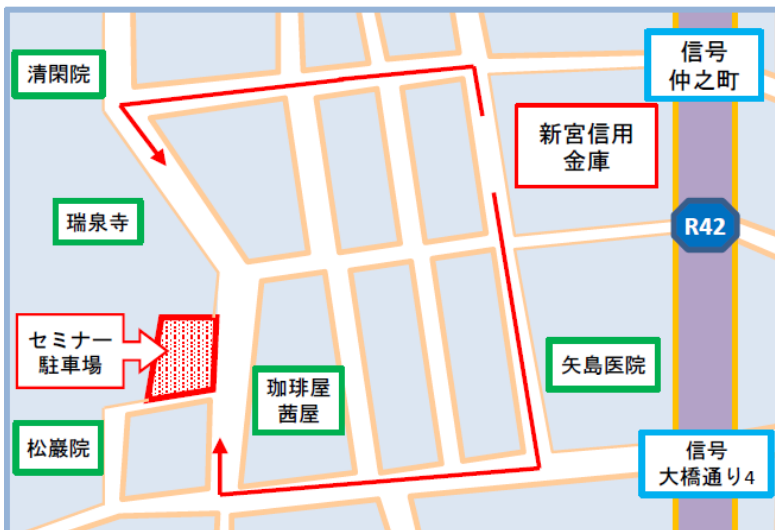 清閑院
信号
仲之町
新宮信用
金庫
瑞泉寺
R42
セミナー
駐車場
矢島医院
珈琲屋
茜屋
松巖院
信号
大橋通り4